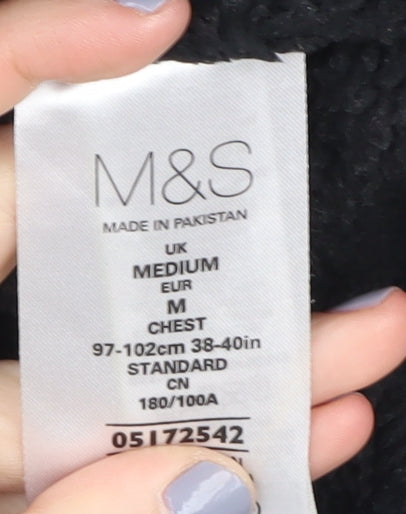 M&S
MADE IN PAKISTAN
UK
MEDIUM
EUR
M
CHEST
97-102cm 38-40in
STANDARD
CN
180/100A
05172542